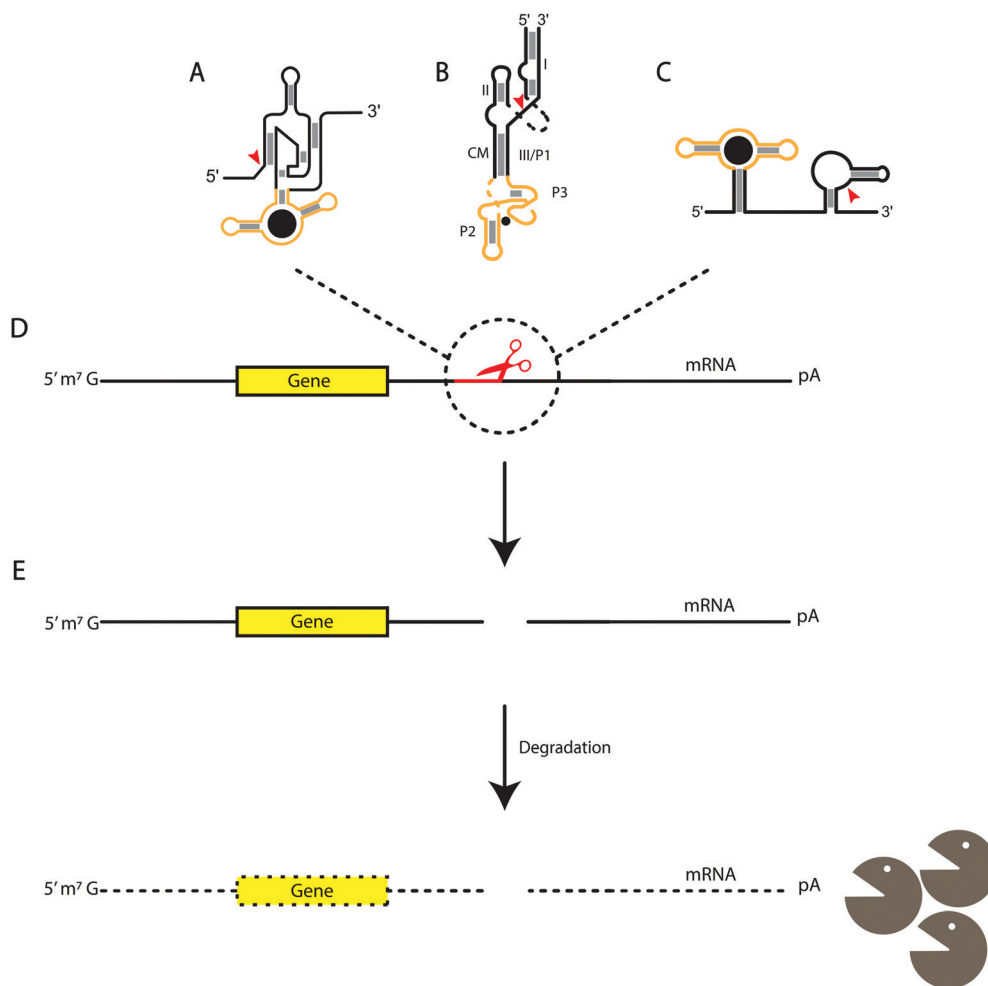 A
5'
3'
B
5' 3'
I
II
CM
III/P1
P3
P2
C
5'
3'
D
5' m⁷ G
Gene
mRNA
pA
E
5' m⁷ G
Gene
mRNA
pA
Degradation
5' m⁷ G
Gene
mRNA
pA